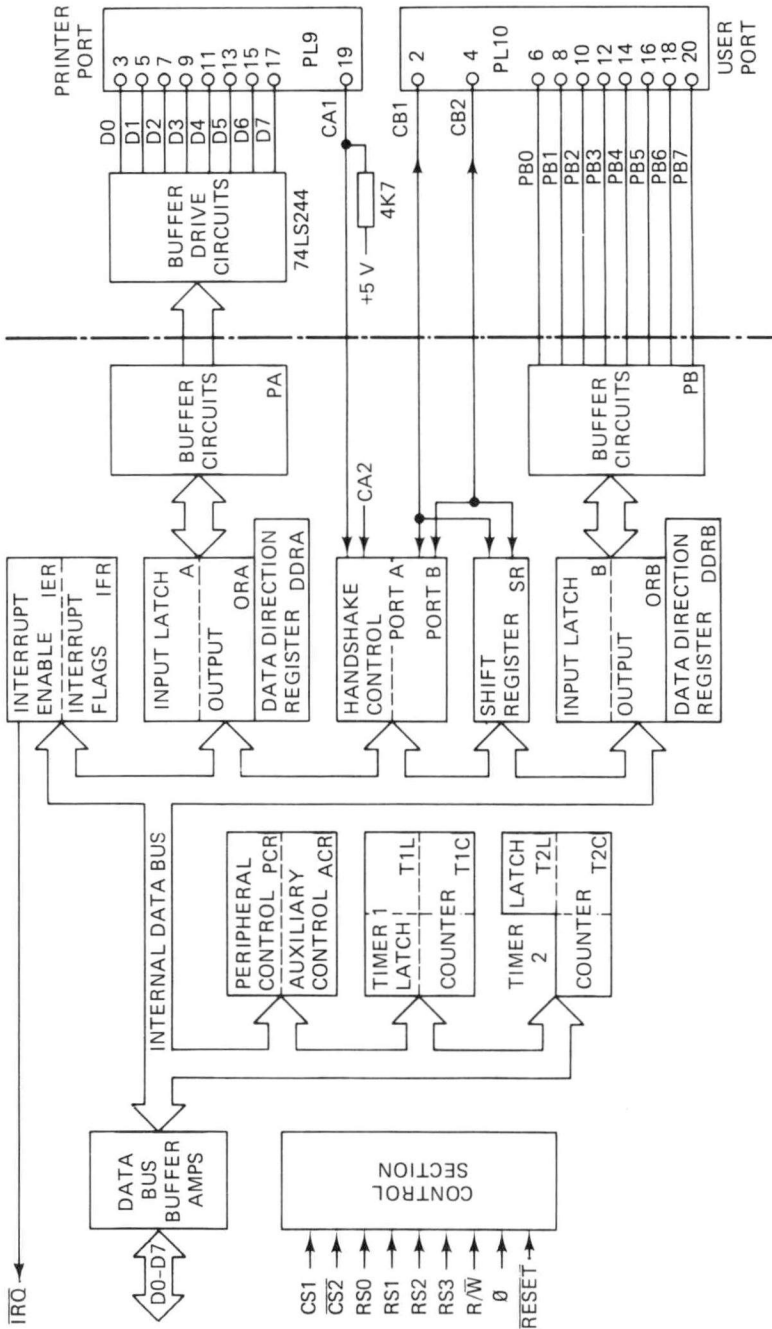 IRQ
D0–D7
DATA
BUS
BUFFER
AMPS
CS1
CS2
RS0
RS1
RS2
RS3
R/W
Ø
RESET
CONTROL
SECTION
INTERNAL DATA BUS
PERIPHERAL
CONTROL PCR
AUXILIARY
CONTROL ACR
TIMER 1
LATCH T1L
COUNTER T1C
TIMER
2
LATCH
T2L
COUNTER T2C
INTERRUPT
ENABLE IER
INTERRUPT
FLAGS IFR
INPUT LATCH
A
OUTPUT
ORA
DATA DIRECTION
REGISTER DDRA
HANDSHAKE
CONTROL
PORT A
PORT B
CA2
SHIFT
REGISTER SR
INPUT LATCH
B
OUTPUT
ORB
DATA DIRECTION
REGISTER DDRB
BUFFER
CIRCUITS
PA
BUFFER
CIRCUITS
PB
BUFFER
DRIVE
CIRCUITS
74LS244
+5 V
4K7
PRINTER
PORT
D0 3
D1 5
D2 7
D3 9
D4 11
D5 13
D6 15
D7 17
PL9
CA1 19
CB1 2
CB2 4
PL10
PB0 6
PB1 8
PB2 10
PB3 12
PB4 14
PB5 16
PB6 18
PB7 20
USER
PORT